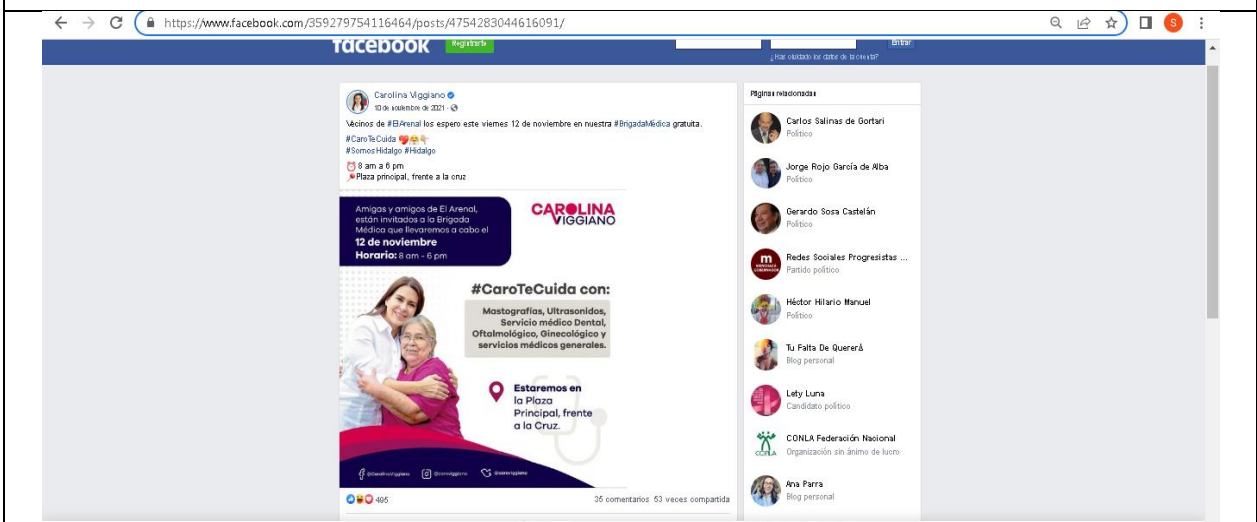 https://www.facebook.com/359279754116464/posts/4754283044616091/
S
facebook
Registrarte
Entrar
¿Has olvidado los datos de la cuenta?
Carolina Viggiano
10 de noviembre de 2021
Vecinos de #ElArenal los espero este viernes 12 de noviembre en nuestra #BrigadaMédica gratuita.
#CaroTeCuida
#SomosHidalgo #Hidalgo
8 am a 6 pm
Plaza principal, frente a la cruz
Amigas y amigos de El Arenal,
están invitados a la Brigada
Médica que llevaremos a cabo el
12 de noviembre
Horario: 8 am - 6 pm
CAROLINA
VIGGIANO
#CaroTeCuida con:
Mastografías, Ultrasonidos,
Servicio médico Dental,
Oftalmológico, Ginecológico y
servicios médicos generales.
Estaremos en
la Plaza
Principal, frente
a la Cruz.
@CarolinaViggiano
@caroviggiano
@caroviggiano
495
35 comentarios 53 veces compartida
Páginas relacionadas
Carlos Salinas de Gortari
Político
Jorge Rojo García de Alba
Político
Gerardo Sosa Castelán
Político
m
Redes Sociales Progresistas ...
Partido político
Héctor Hilario Manuel
Político
Tu Falta De QuererÂ
Blog personal
Lety Luna
Candidato político
CONLA
CONLA Federación Nacional
Organización sin ánimo de lucro
Ana Parra
Blog personal